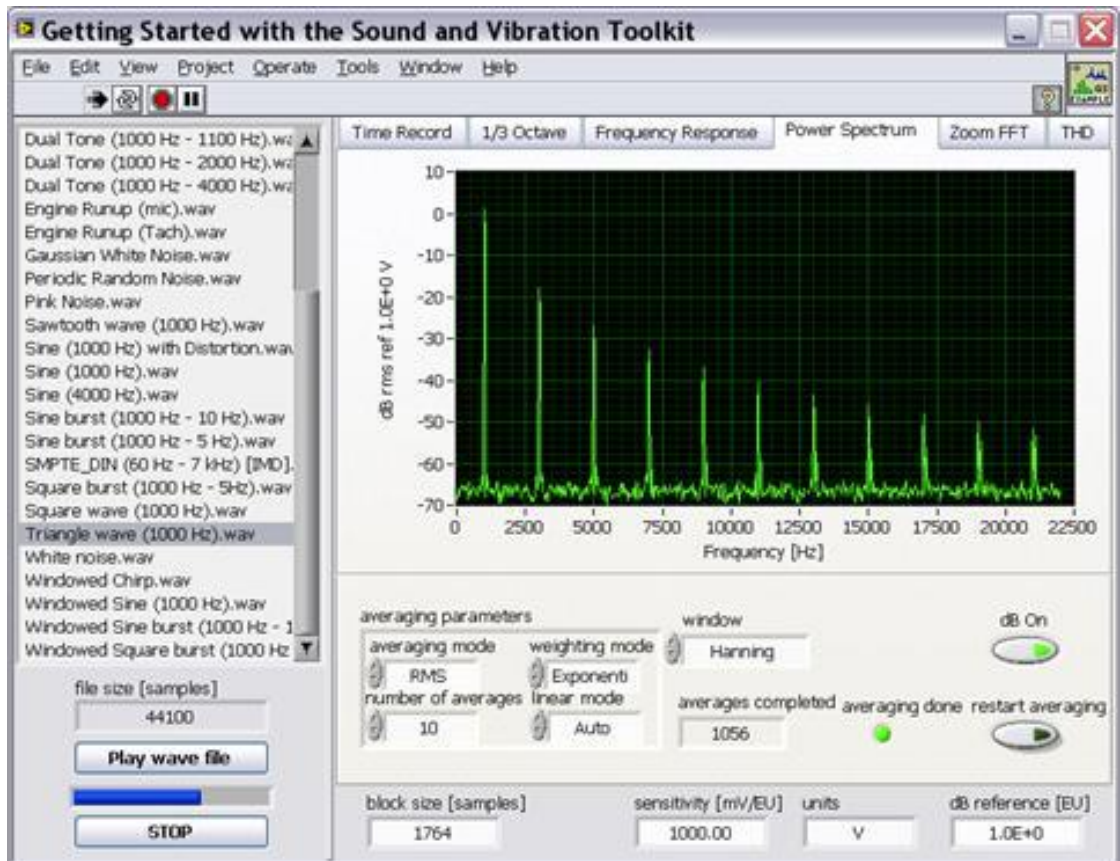 Getting Started with the Sound and Vibration Toolkit
File Edit View Project Operate Tools Window Help
EXAMPLE
Dual Tone (1000 Hz - 1100 Hz).wa
Dual Tone (1000 Hz - 2000 Hz).wa
Dual Tone (1000 Hz - 4000 Hz).wa
Engine Runup (mic).wav
Engine Runup (Tach).wav
Gaussian White Noise.wav
Periodic Random Noise.wav
Pink Noise.wav
Sawtooth wave (1000 Hz).wav
Sine (1000 Hz) with Distortion.wav
Sine (1000 Hz).wav
Sine (4000 Hz).wav
Sine burst (1000 Hz - 10 Hz).wav
Sine burst (1000 Hz - 5 Hz).wav
SMPTE_DIN (60 Hz - 7 kHz) [IMD].
Square burst (1000 Hz - 5Hz).wav
Square wave (1000 Hz).wav
Triangle wave (1000 Hz).wav
White noise.wav
Windowed Chirp.wav
Windowed Sine (1000 Hz).wav
Windowed Sine burst (1000 Hz - 1
Windowed Square burst (1000 Hz
file size [samples]
44100
Play wave file
STOP
Time Record 1/3 Octave Frequency Response Power Spectrum Zoom FFT THD
dB rms ref 1.0E+0 V
10
0
-10
-20
-30
-40
-50
-60
-70
0 2500 5000 7500 10000 12500 15000 17500 20000 22500
Frequency [Hz]
averaging parameters
averaging mode weighting mode
RMS Exponenti
number of averages linear mode
10 Auto
window
Hanning
dB On
averages completed averaging done restart averaging
1056
block size [samples] sensitivity [mV/EU] units dB reference [EU]
1764 1000.00 V 1.0E+0